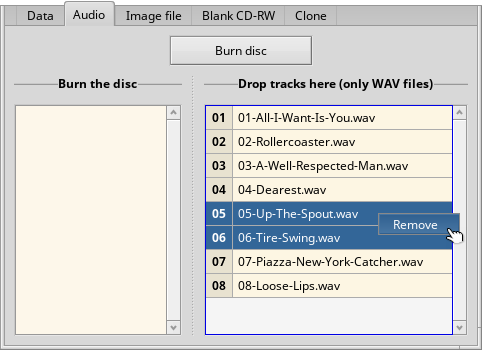 Data Audio Image file Blank CD-RW Clone
Burn disc
Burn the disc
Drop tracks here (only WAV files)
01 01-All-I-Want-Is-You.wav
02 02-Rollercoaster.wav
03 03-A-Well-Respected-Man.wav
04 04-Dearest.wav
05 05-Up-The-Spout.wav
Remove
06 06-Tire-Swing.wav
07 07-Piazza-New-York-Catcher.wav
08 08-Loose-Lips.wav